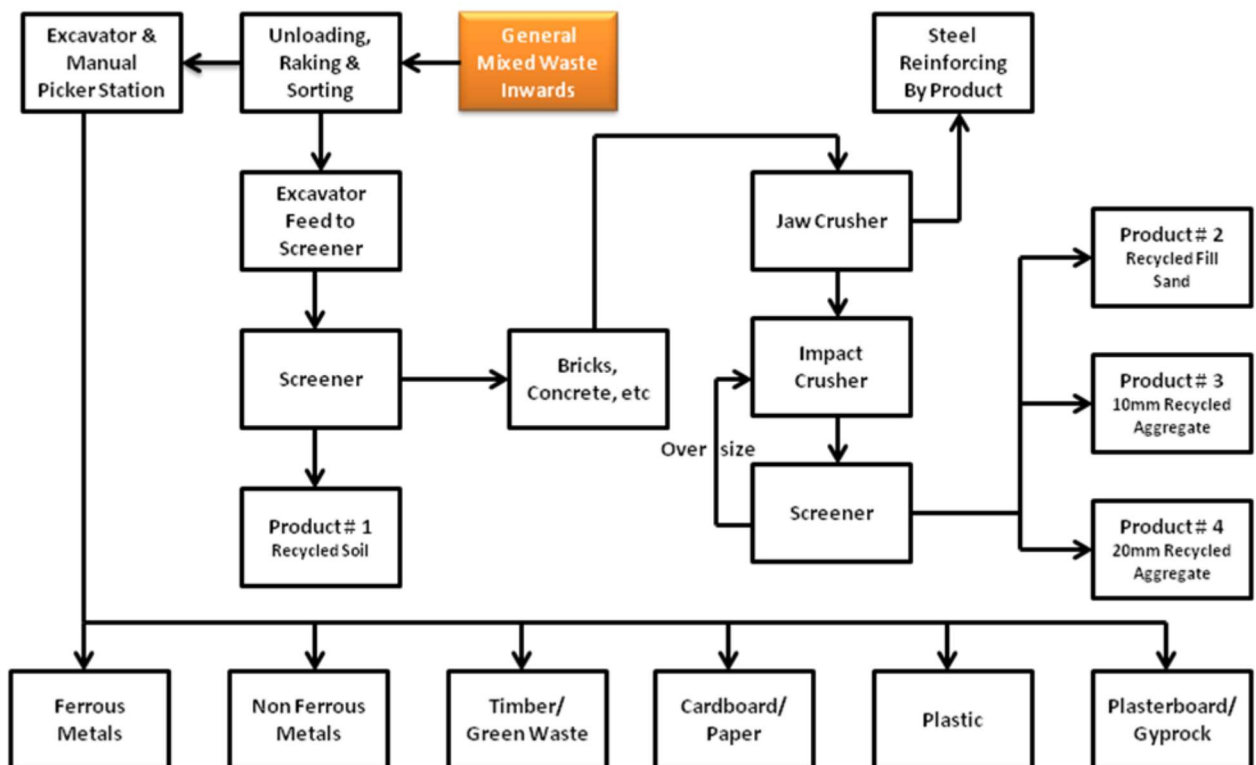 Excavator &
Manual
Picker Station
Unloading,
Raking &
Sorting
General
Mixed Waste
Inwards
Steel
Reinforcing
By Product
Excavator
Feed to
Screener
Jaw Crusher
Product # 2
Recycled Fill
Sand
Screener
Bricks,
Concrete, etc
Impact
Crusher
Product # 3
10mm Recycled
Aggregate
Over size
Product # 1
Recycled Soil
Screener
Product # 4
20mm Recycled
Aggregate
Ferrous
Metals
Non Ferrous
Metals
Timber/
Green Waste
Cardboard/
Paper
Plastic
Plasterboard/
Gyprock